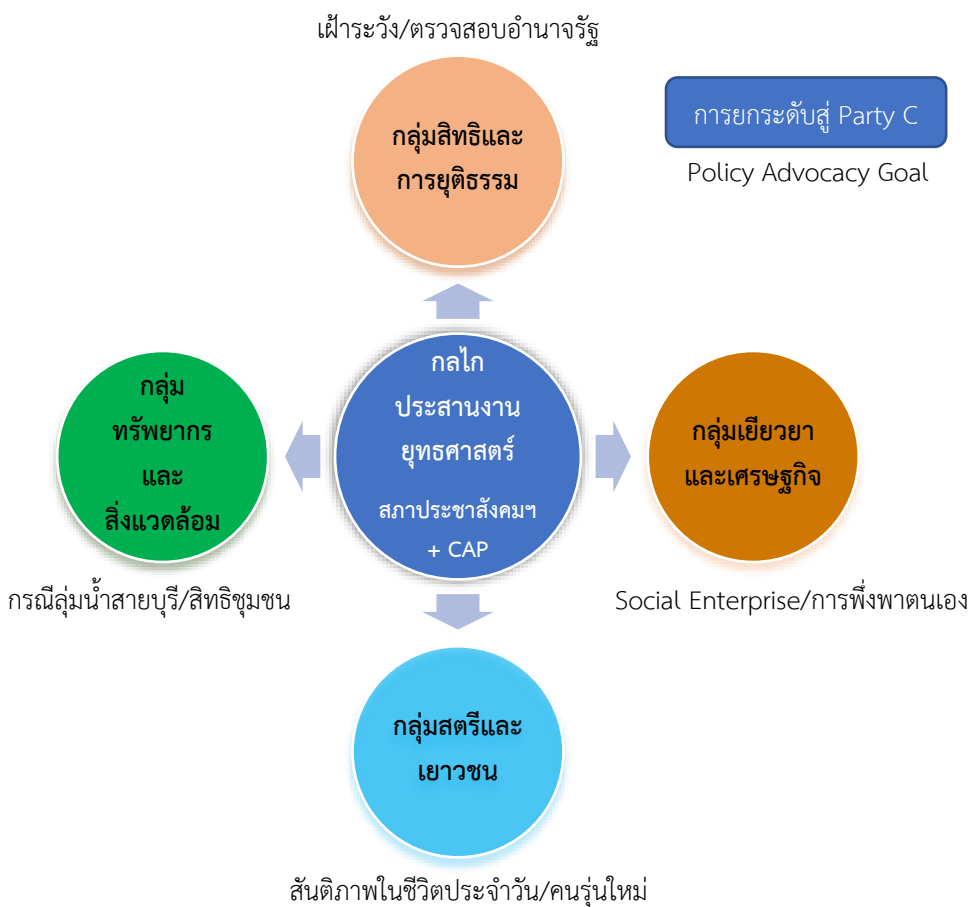 เฝ้าระวัง/ตรวจสอบอำนาจรัฐ
กลุ่มสิทธิและ
การยุติธรรม
การยกระดับสู่ Party C
Policy Advocacy Goal
กลไก
ประสานงาน
ยุทธศาสตร์
สภาประชาสังคมฯ
+ CAP
กลุ่ม
ทรัพยากร
และ
สิ่งแวดล้อม
กรณีลุ่มน้ำสายบุรี/สิทธิชุมชน
กลุ่มเยียวยา
และเศรษฐกิจ
Social Enterprise/การพึ่งพาตนเอง
กลุ่มสตรีและ
เยาวชน
สันติภาพในชีวิตประจำวัน/คนรุ่นใหม่